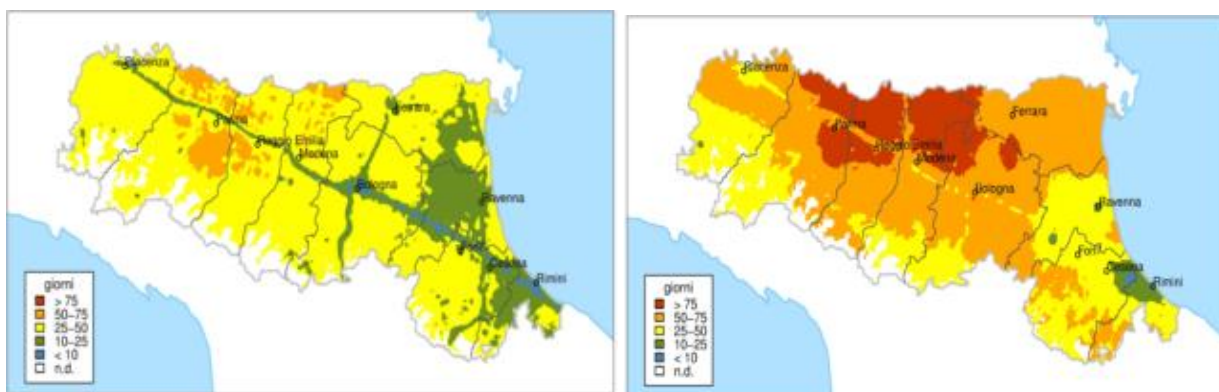 Piacenza
Parma
Reggio Emilia
Modena
Ferrara
Bologna
Ravenna
Forlì
Cesena
Rimini
giorni
> 75
50–75
25–50
10–25
< 10
n.d.
Piacenza
Parma
Reggio Emilia
Modena
Ferrara
Bologna
Ravenna
Forlì
Cesena
Rimini
giorni
> 75
50–75
25–50
10–25
< 10
n.d.